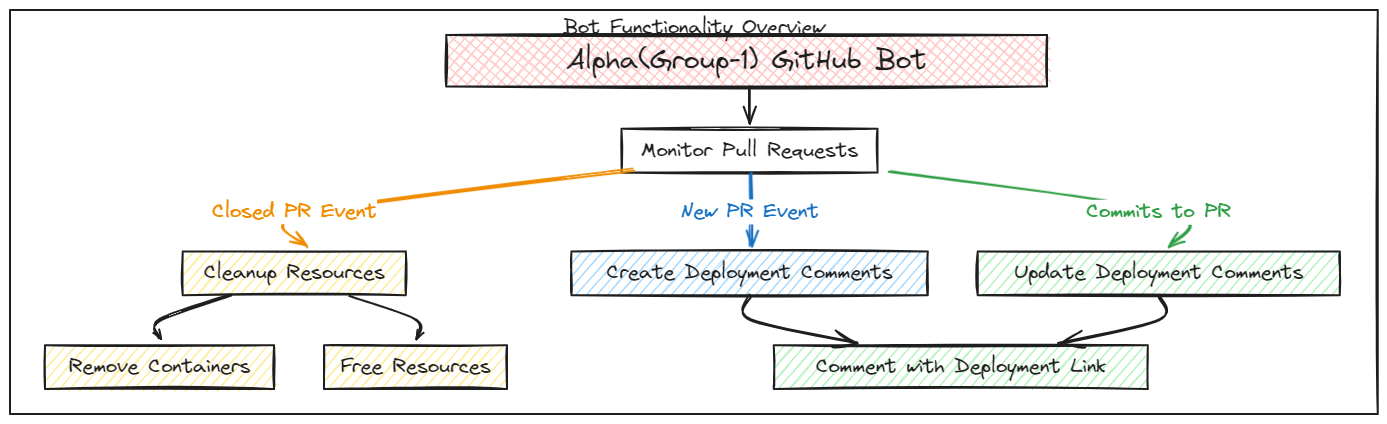 Bot Functionality Overview
Alpha(Group-1) GitHub Bot
Monitor Pull Requests
Closed PR Event
New PR Event
Commits to PR
Cleanup Resources
Create Deployment Comments
Update Deployment Comments
Remove Containers
Free Resources
Comment with Deployment Link